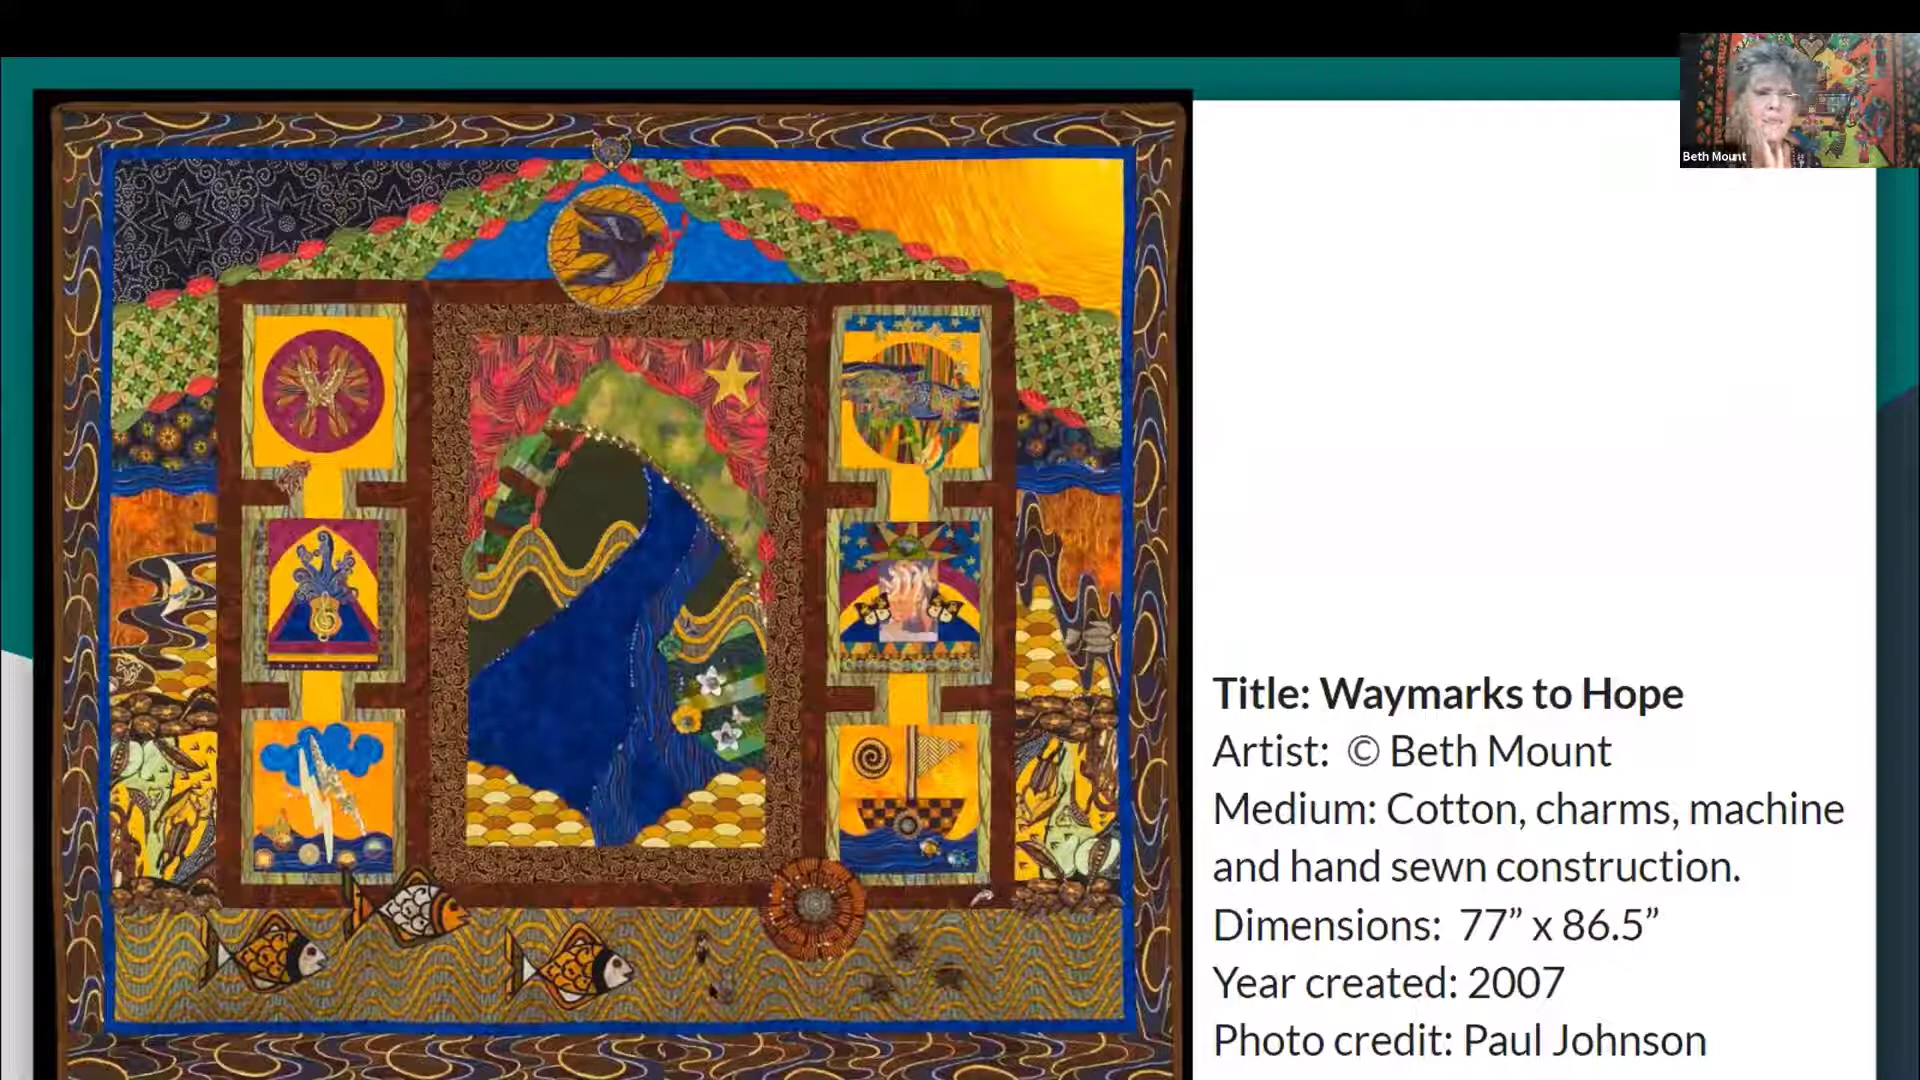 Beth Mount
Title: Waymarks to Hope
Artist: © Beth Mount
Medium: Cotton, charms, machine
and hand sewn construction.
Dimensions: 77” x 86.5”
Year created: 2007
Photo credit: Paul Johnson